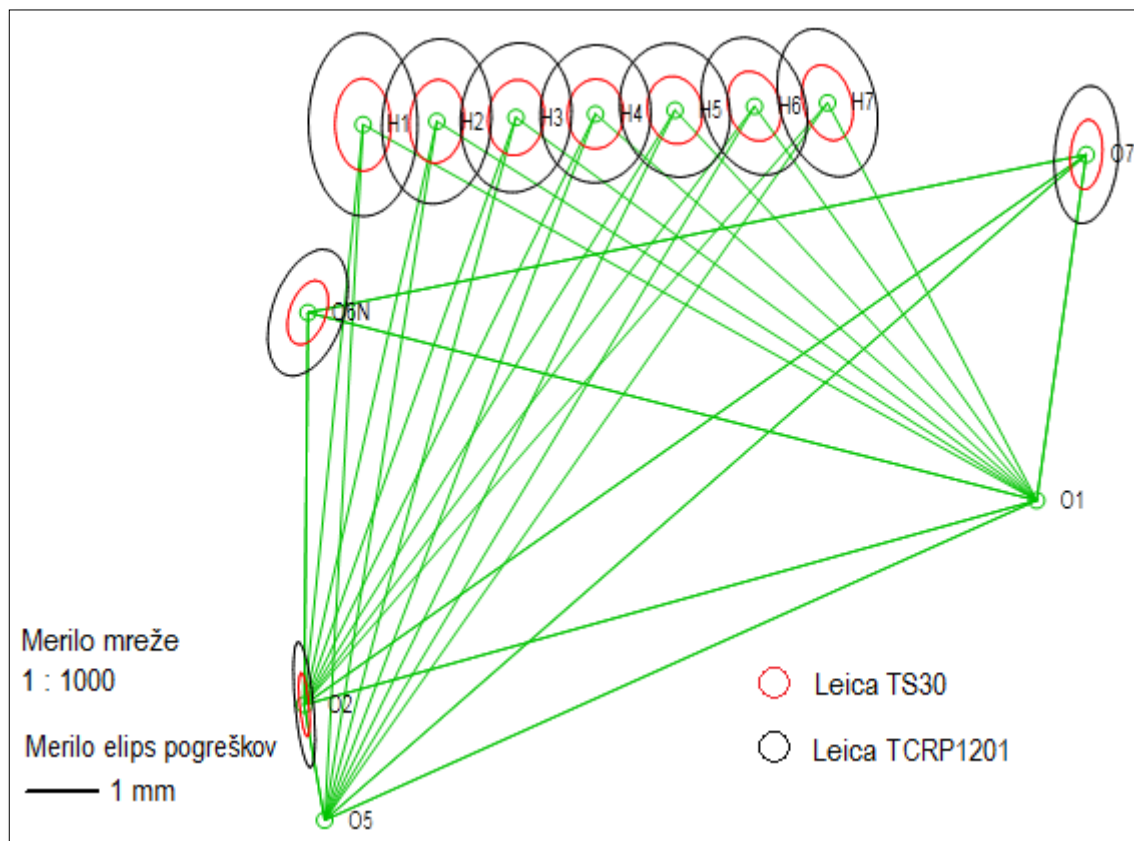 H1
H2
H3
H4
H5
H6
H7
O7
O6N
O1
O2
O5
Merilo mreže
1 : 1000
Merilo elips pogreškov
1 mm
Leica TS30
Leica TCRP1201